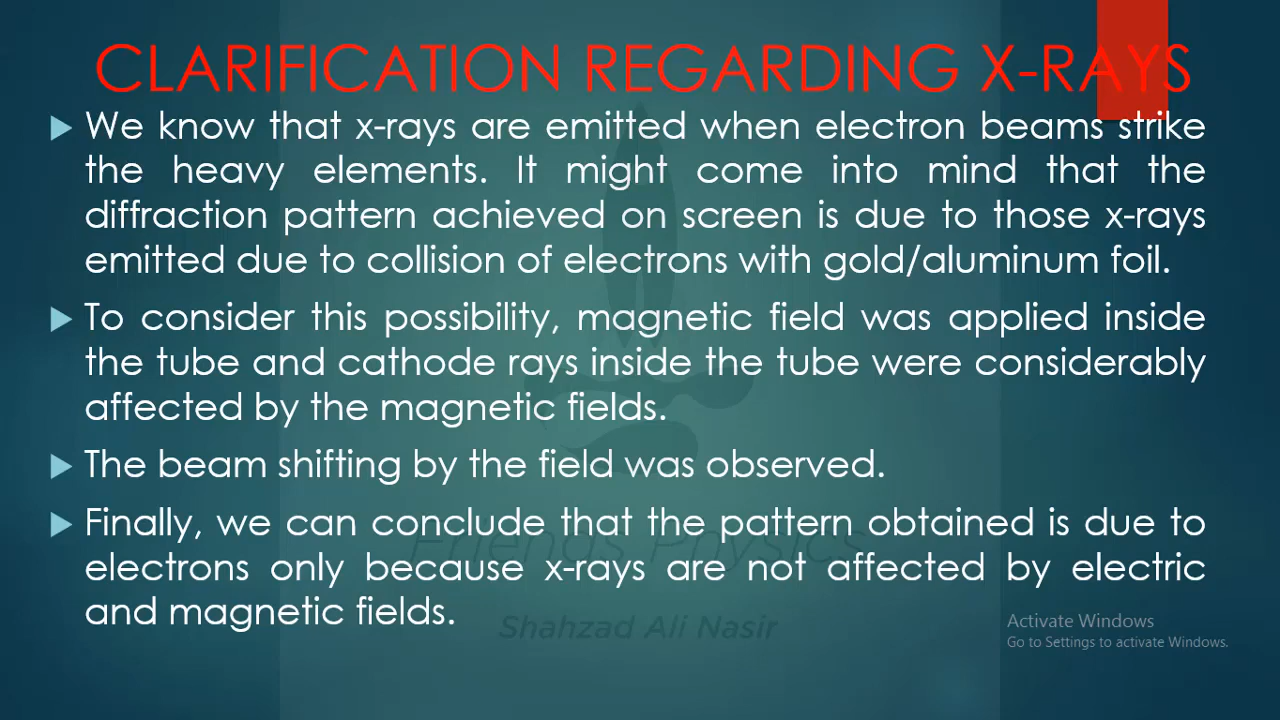 CLARIFICATION REGARDING X-RAYS
We know that x-rays are emitted when electron beams strike
the heavy elements. It might come into mind that the
diffraction pattern achieved on screen is due to those x-rays
emitted due to collision of electrons with gold/aluminum foil.
To consider this possibility, magnetic field was applied inside
the tube and cathode rays inside the tube were considerably
affected by the magnetic fields.
The beam shifting by the field was observed.
Finally, we can conclude that the pattern obtained is due to
electrons only because x-rays are not affected by electric
and magnetic fields.
Friends Physics
Shahzad Ali Nasir
Activate Windows
Go to Settings to activate Windows.